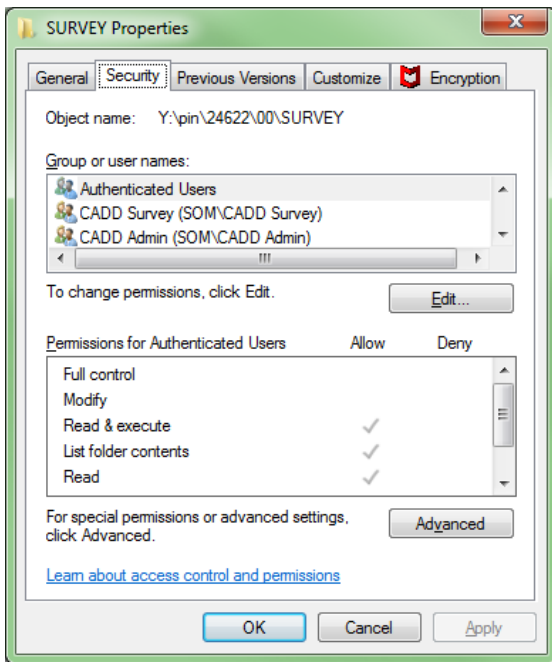 SURVEY Properties
General Security Previous Versions Customize Encryption
Object name: Y:\pin\24622\00\SURVEY
Group or user names:
Authenticated Users
CADD Survey (SOM\CADD Survey)
CADD Admin (SOM\CADD Admin)
To change permissions, click Edit.
Edit...
Permissions for Authenticated Users Allow Deny
Full control
Modify
Read & execute
List folder contents
Read
For special permissions or advanced settings,
click Advanced.
Advanced
Learn about access control and permissions
OK Cancel Apply